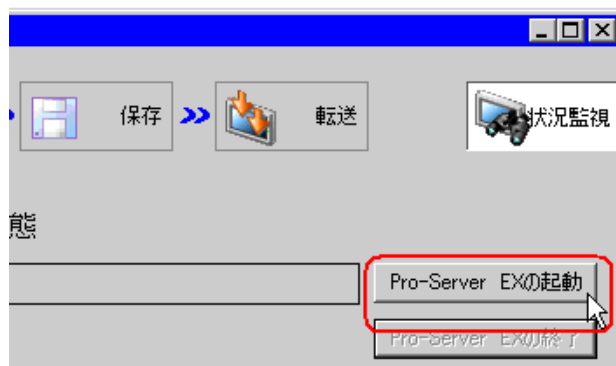 保存
転送
状況監視
態
Pro-Server EXの起動
Pro-Server EXの終了